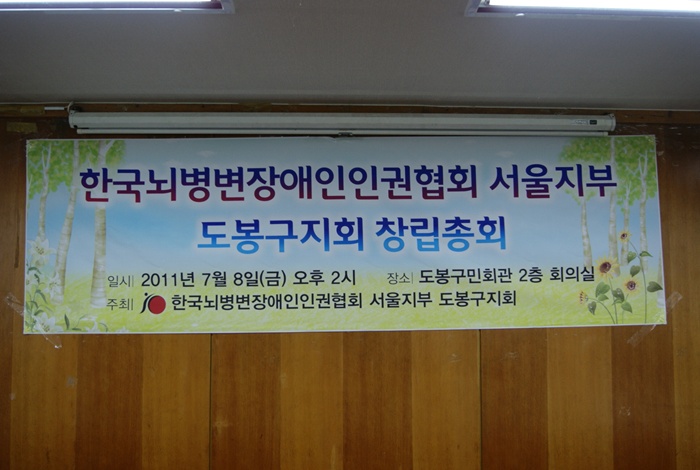 한국뇌병변장애인인권협회 서울지부
도봉구지회 창립총회
일시| 2011년 7월 8일(금) 오후 2시 장소| 도봉구민회관 2층 회의실
주최| 한국뇌병변장애인인권협회 서울지부 도봉구지회